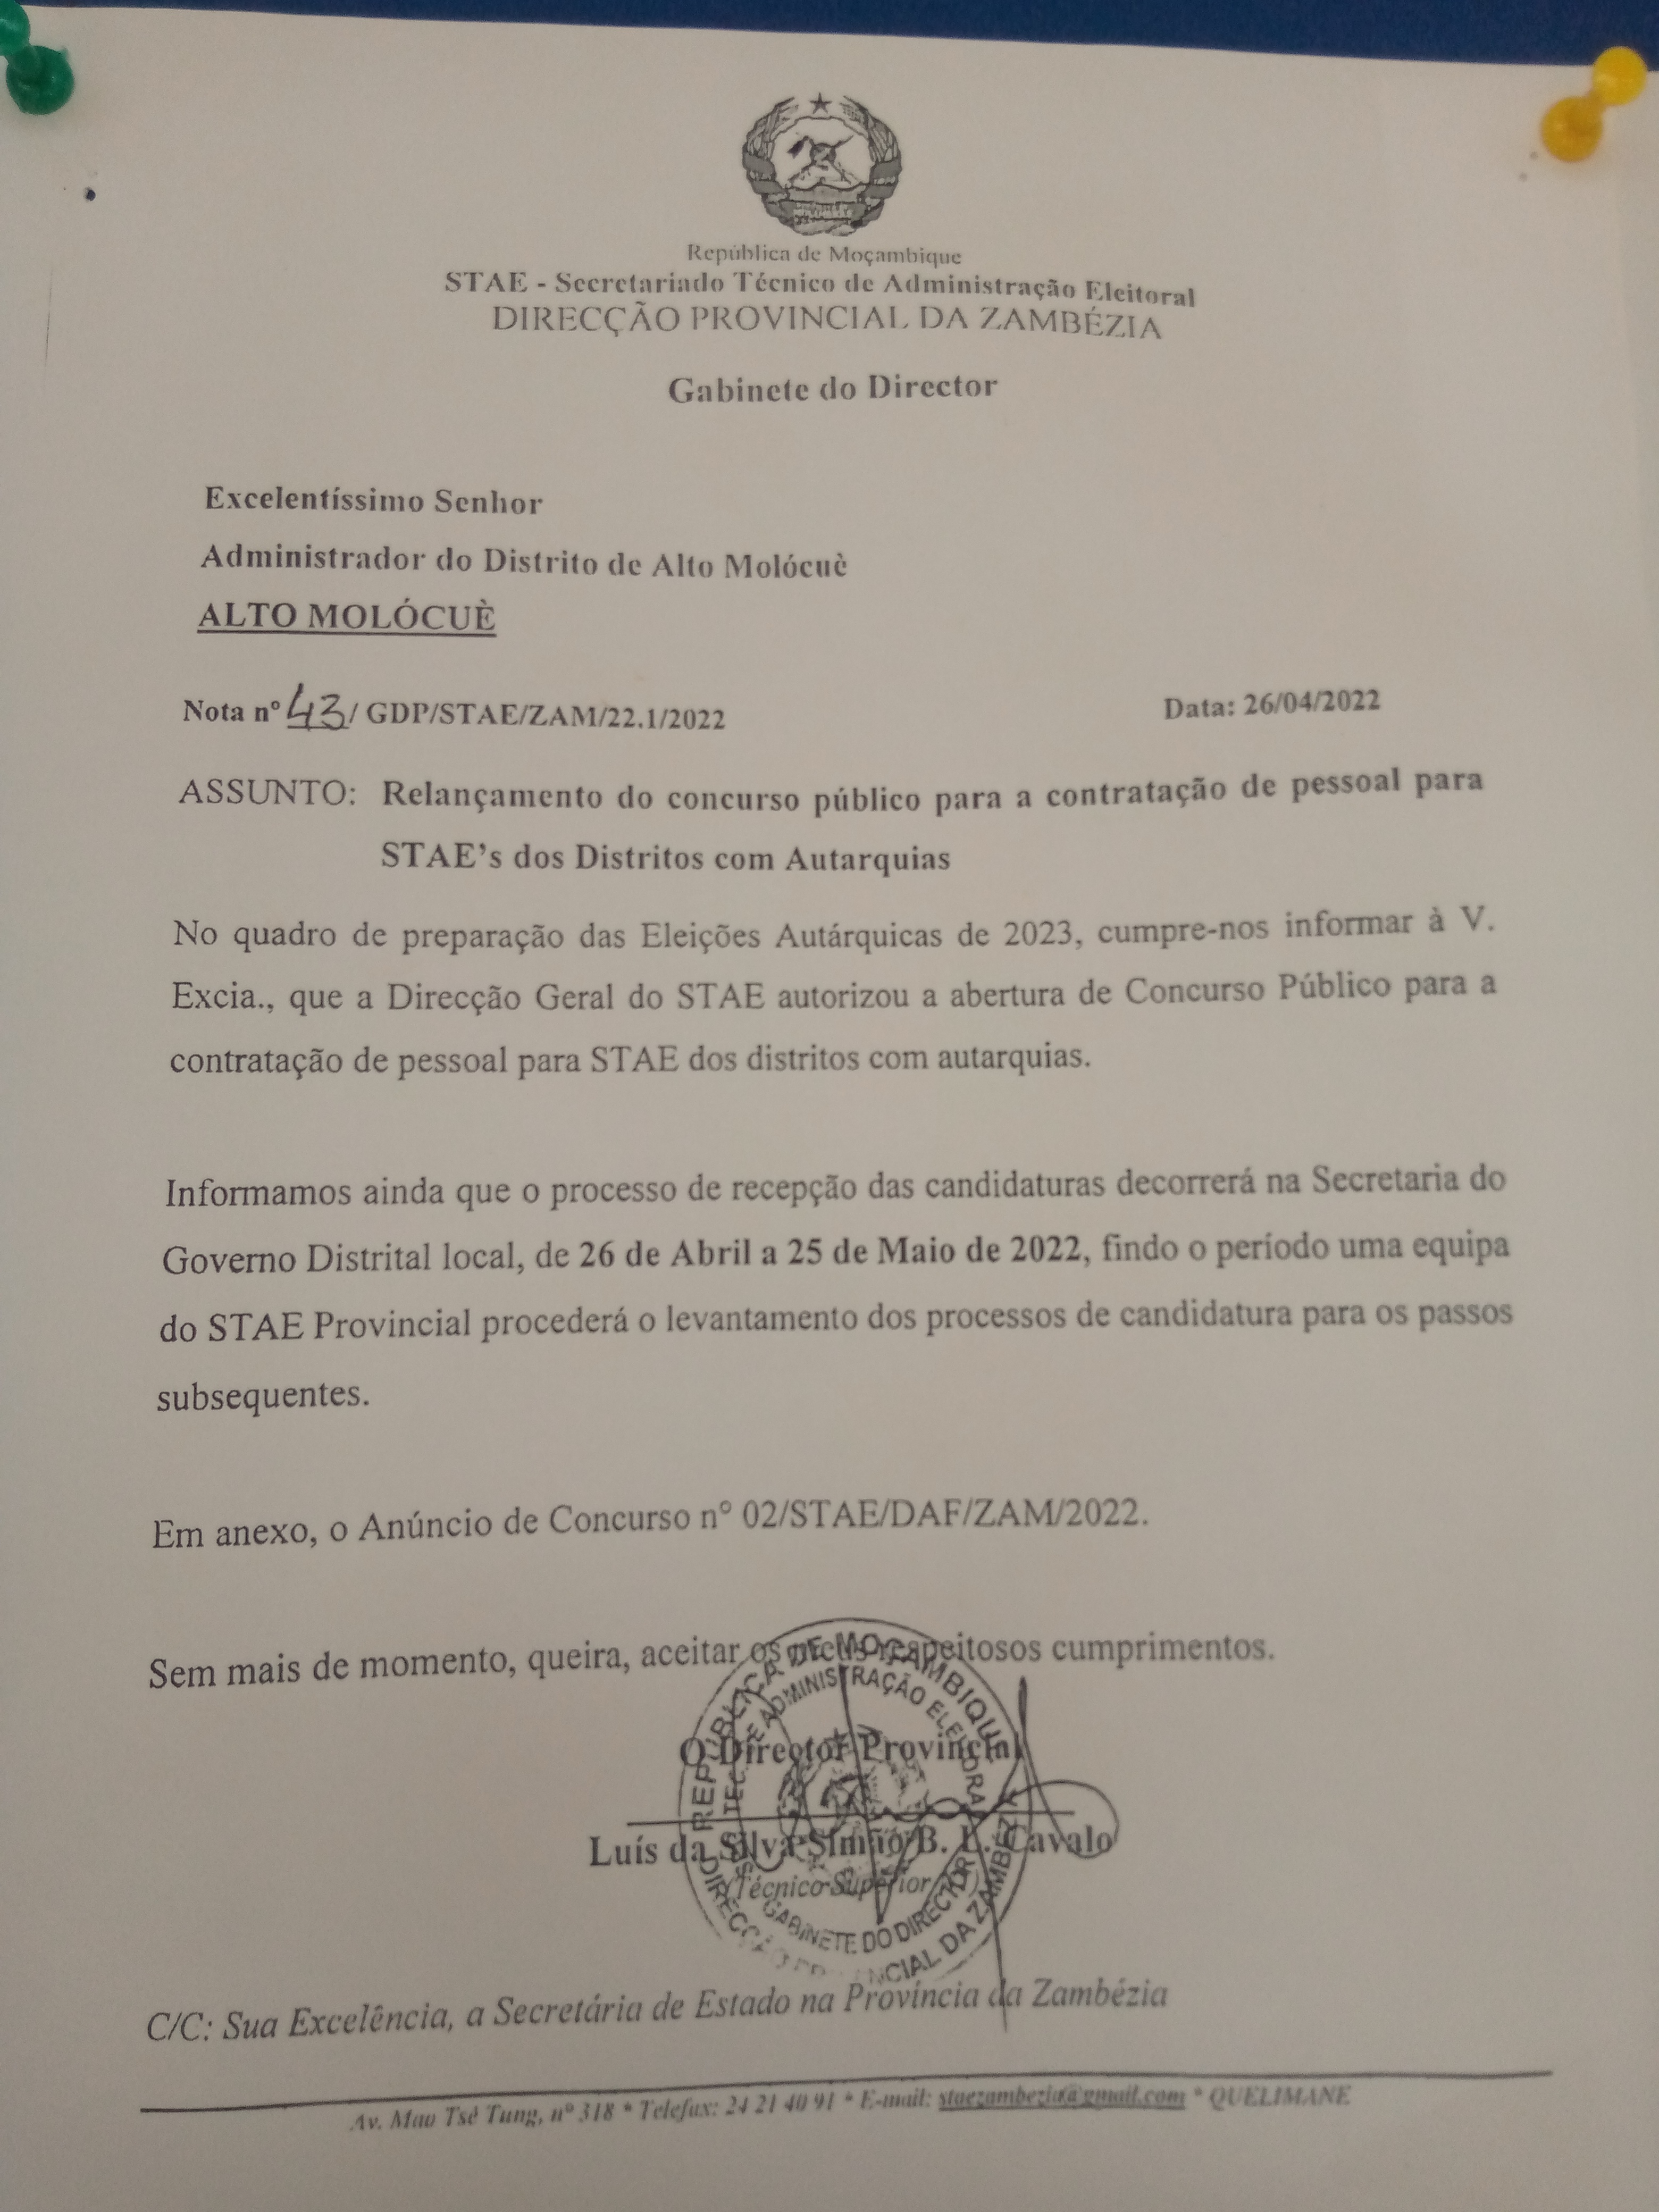 República de Moçambique
STAE - Secretariado Técnico de Administração Eleitoral
DIRECÇÃO PROVINCIAL DA ZAMBÉZIA
Gabinete do Director
Excelentíssimo Senhor
Administrador do Distrito de Alto Molócuè
ALTO MOLÓCUÈ
Nota nº 43/ GDP/STAE/ZAM/22.1/2022 Data: 26/04/2022
ASSUNTO: Relançamento do concurso público para a contratação de pessoal para
STAE's dos Distritos com Autarquias
No quadro de preparação das Eleições Autárquicas de 2023, cumpre-nos informar à V.
Excia., que a Direcção Geral do STAE autorizou a abertura de Concurso Público para a
contratação de pessoal para STAE dos distritos com autarquias.
Informamos ainda que o processo de recepção das candidaturas decorrerá na Secretaria do
Governo Distrital local, de 26 de Abril a 25 de Maio de 2022, findo o período uma equipa
do STAE Provincial procederá o levantamento dos processos de candidatura para os passos
subsequentes.
Em anexo, o Anúncio de Concurso nº 02/STAE/DAF/ZAM/2022.
Sem mais de momento, queira, aceitar os meus respeitosos cumprimentos.
O Director Provincial
Luís da Silva Simão B. L. Cavalo
(Técnico Superior
REPÚBLICA DE MOÇAMBIQUE
ADMINISTRAÇÃO ELEITORAL
GABINETE DO DIRECTOR
DIRECÇÃO PROVINCIAL DA ZAMBÉZIA
C/C: Sua Excelência, a Secretária de Estado na Província da Zambézia
Av. Mao Tsé Tung, nº 318 * Telefax: 24 21 40 91 * E-mail: staezambezia@gmail.com * QUELIMANE